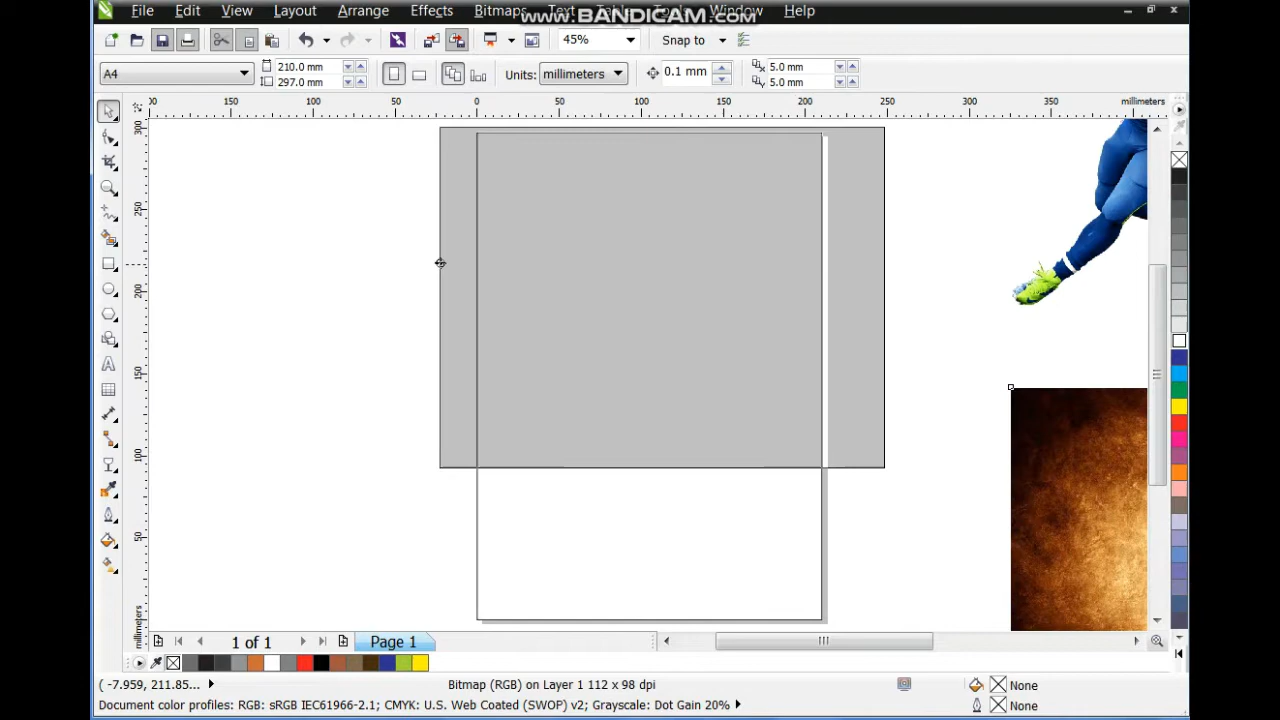 File Edit View Layout Arrange Effects Bitmaps Text Tools Window Help
www.BANDICAM.com
45% Snap to
A4 210.0 mm 297.0 mm Units: millimeters 0.1 mm 5.0 mm 5.0 mm
150 100 50 0 50 100 150 200 250 300 350 millimeters
300
250
200
150
100
50
millimeters
1 of 1 Page 1
( -7.959, 211.85... Bitmap (RGB) on Layer 1 112 x 98 dpi None
Document color profiles: RGB: sRGB IEC61966-2.1; CMYK: U.S. Web Coated (SWOP) v2; Grayscale: Dot Gain 20% None